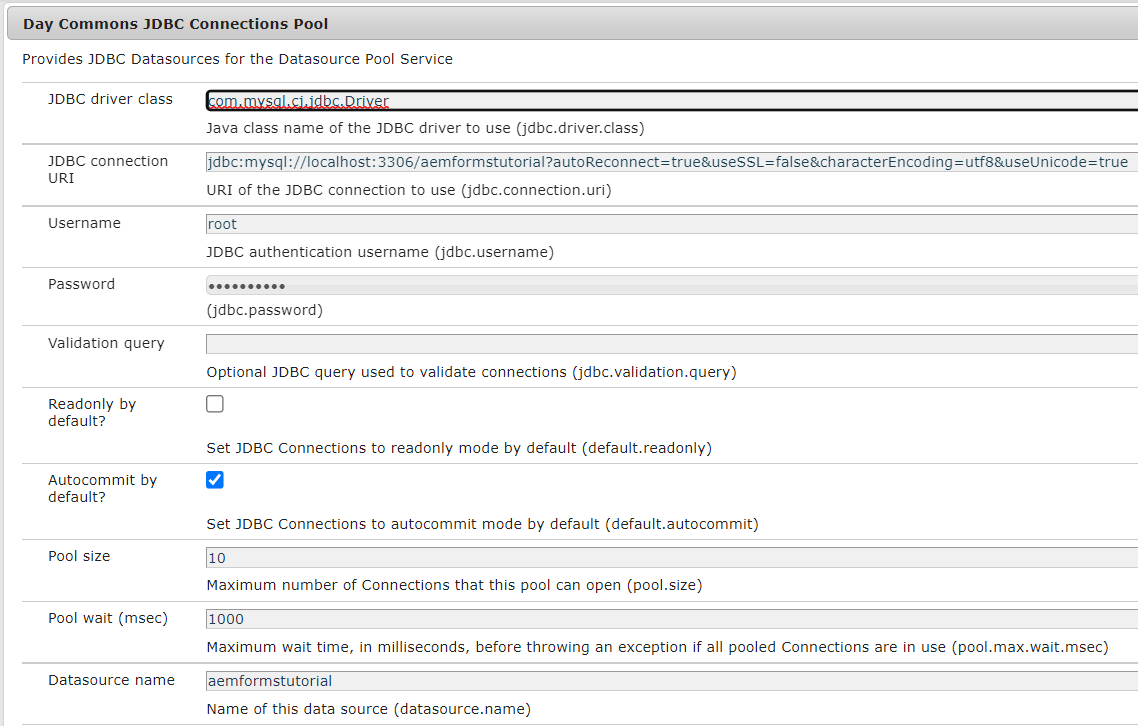 Day Commons JDBC Connections Pool
Provides JDBC Datasources for the Datasource Pool Service
JDBC driver class
com.mysql.cj.jdbc.Driver
Java class name of the JDBC driver to use (jdbc.driver.class)
JDBC connection
URI
jdbc:mysql://localhost:3306/aemformstutorial?autoReconnect=true&useSSL=false&characterEncoding=utf8&useUnicode=true
URI of the JDBC connection to use (jdbc.connection.uri)
Username
root
JDBC authentication username (jdbc.username)
Password
••••••••••
(jdbc.password)
Validation query
Optional JDBC query used to validate connections (jdbc.validation.query)
Readonly by
default?
Set JDBC Connections to readonly mode by default (default.readonly)
Autocommit by
default?
Set JDBC Connections to autocommit mode by default (default.autocommit)
Pool size
10
Maximum number of Connections that this pool can open (pool.size)
Pool wait (msec)
1000
Maximum wait time, in milliseconds, before throwing an exception if all pooled Connections are in use (pool.max.wait.msec)
Datasource name
aemformstutorial
Name of this data source (datasource.name)